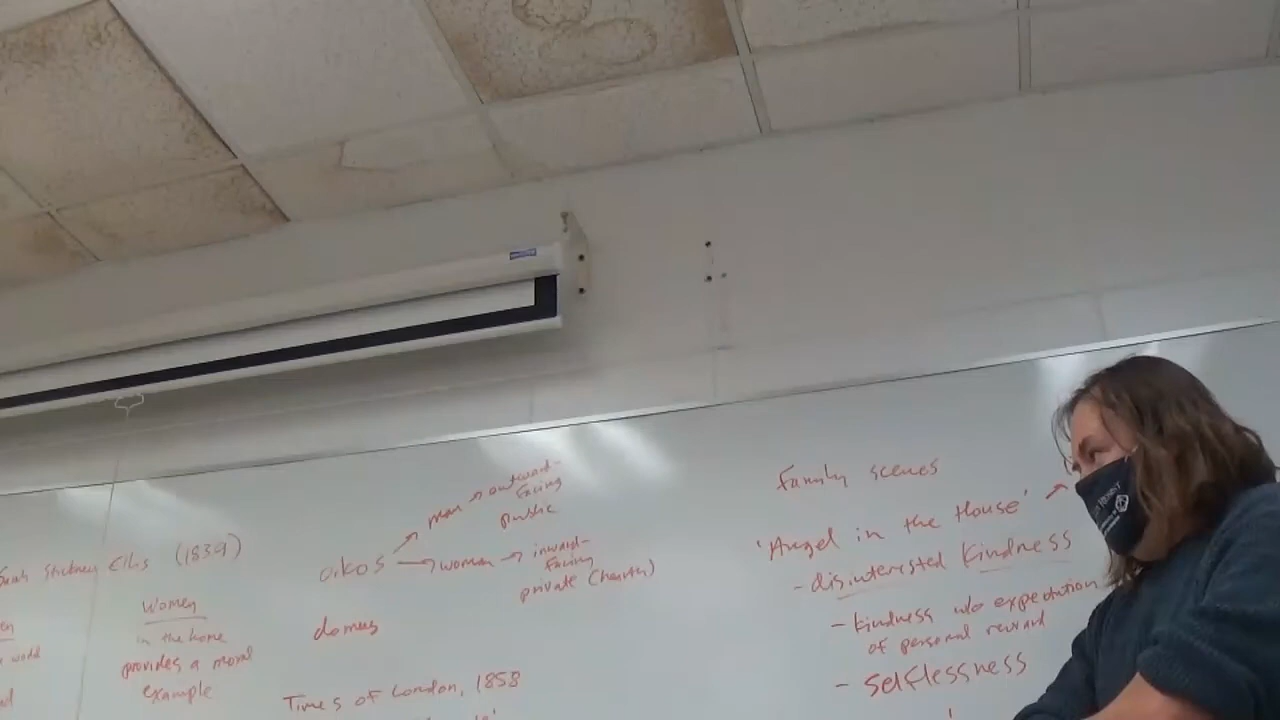 Stickney Ellis (1839)
Women
in the home
provides a moral
example
oikos
man
outward-
facing
public
woman
inward-
facing
private (hearth)
domus
Times of London, 1858
Family scenes
'Angel in the House'
- disinterested kindness
- kindness w/o expectation
of personal reward
- selflessness